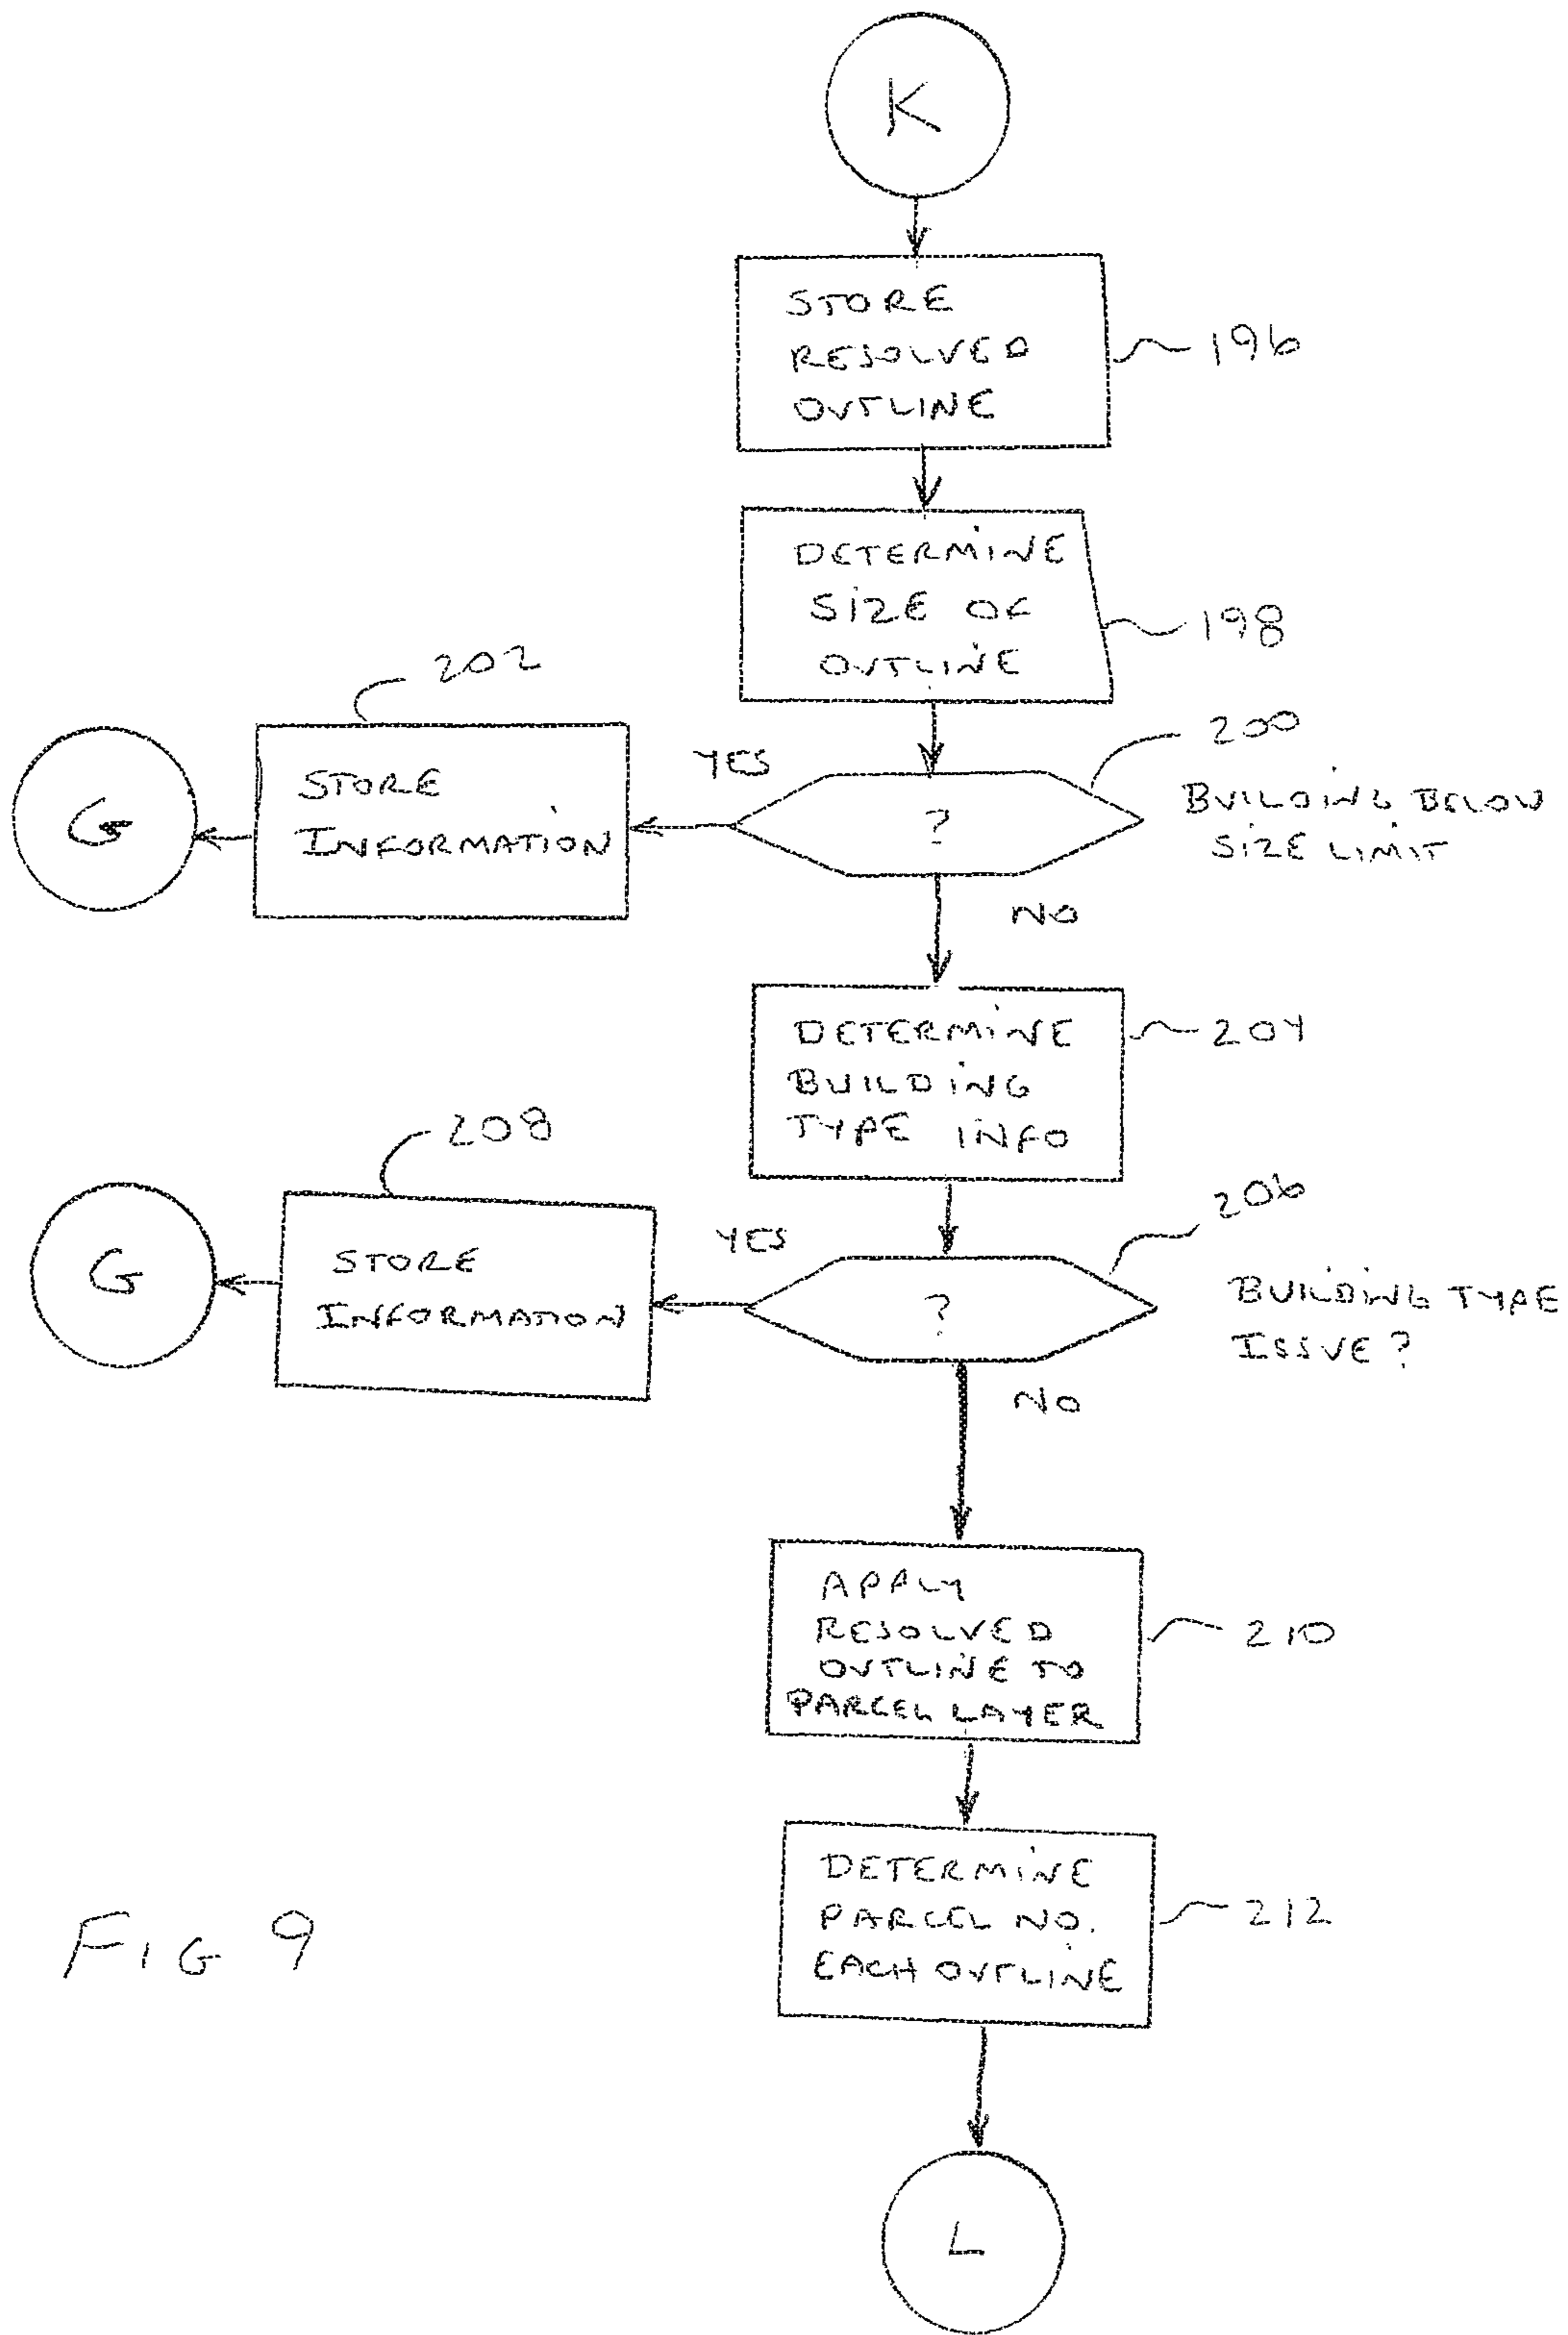 K
STORE
RESOLVED
OUTLINE
196
DETERMINE
SIZE OF
OUTLINE
198
202
200
YES
BUILDING BELOW
SIZE LIMIT
?
STORE
INFORMATION
G
NO
DETERMINE
BUILDING
TYPE INFO
204
208
206
YES
BUILDING TYPE
ISSUE?
?
STORE
INFORMATION
G
NO
APPLY
RESOLVED
OUTLINE TO
PARCEL LAYER
210
DETERMINE
PARCEL NO.
EACH OUTLINE
212
FIG 9
L